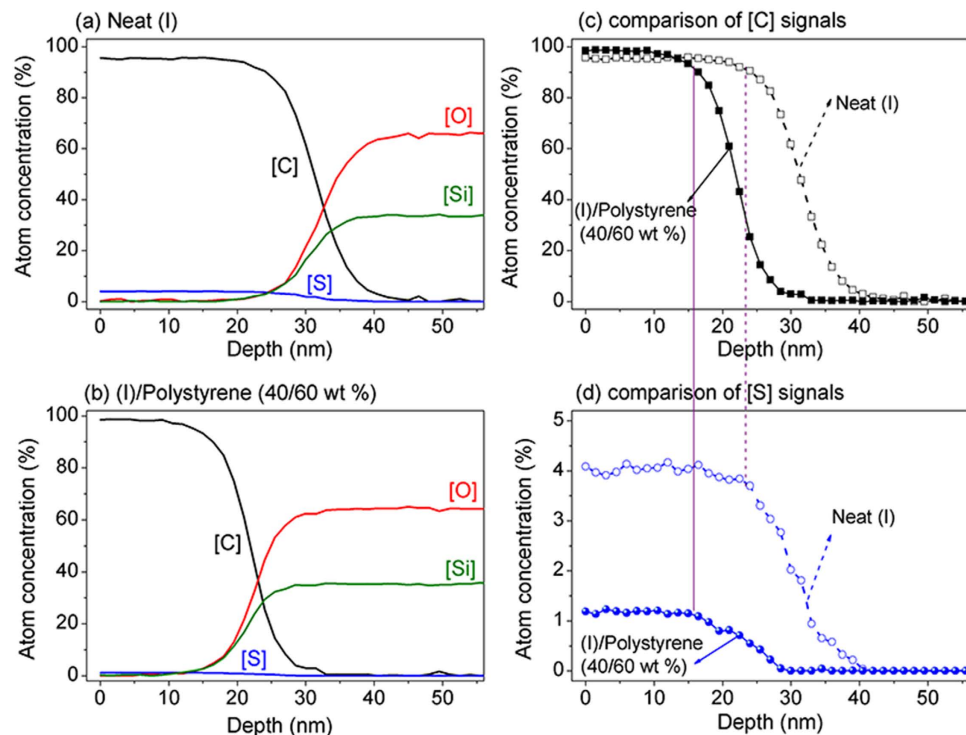 (a) Neat (I)
Atom concentration (%)
100
80
60
40
20
0
[O]
[C]
[Si]
[S]
0 10 20 30 40 50
Depth (nm)
(b) (I)/Polystyrene (40/60 wt %)
Atom concentration (%)
100
80
60
40
20
0
[O]
[C]
[Si]
[S]
0 10 20 30 40 50
Depth (nm)
(c) comparison of [C] signals
Atom concentration (%)
100
80
60
40
20
0
Neat (I)
(I)/Polystyrene
(40/60 wt %)
0 10 20 30 40 50
Depth (nm)
(d) comparison of [S] signals
Atom concentration (%)
5
4
3
2
1
0
Neat (I)
(I)/Polystyrene
(40/60 wt %)
0 10 20 30 40 50
Depth (nm)